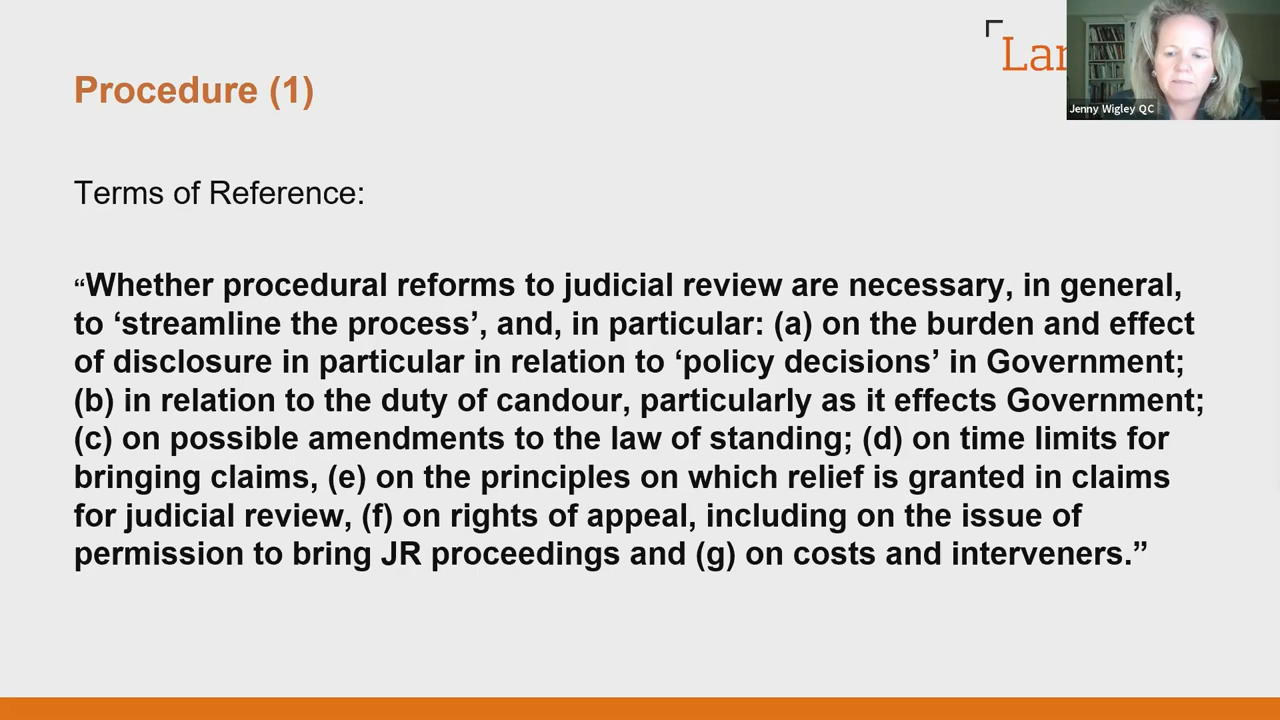 Procedure (1)
Lar
Jenny Wigley QC
Terms of Reference:
“Whether procedural reforms to judicial review are necessary, in general,
to ‘streamline the process’, and, in particular: (a) on the burden and effect
of disclosure in particular in relation to ‘policy decisions’ in Government;
(b) in relation to the duty of candour, particularly as it effects Government;
(c) on possible amendments to the law of standing; (d) on time limits for
bringing claims, (e) on the principles on which relief is granted in claims
for judicial review, (f) on rights of appeal, including on the issue of
permission to bring JR proceedings and (g) on costs and interveners.”